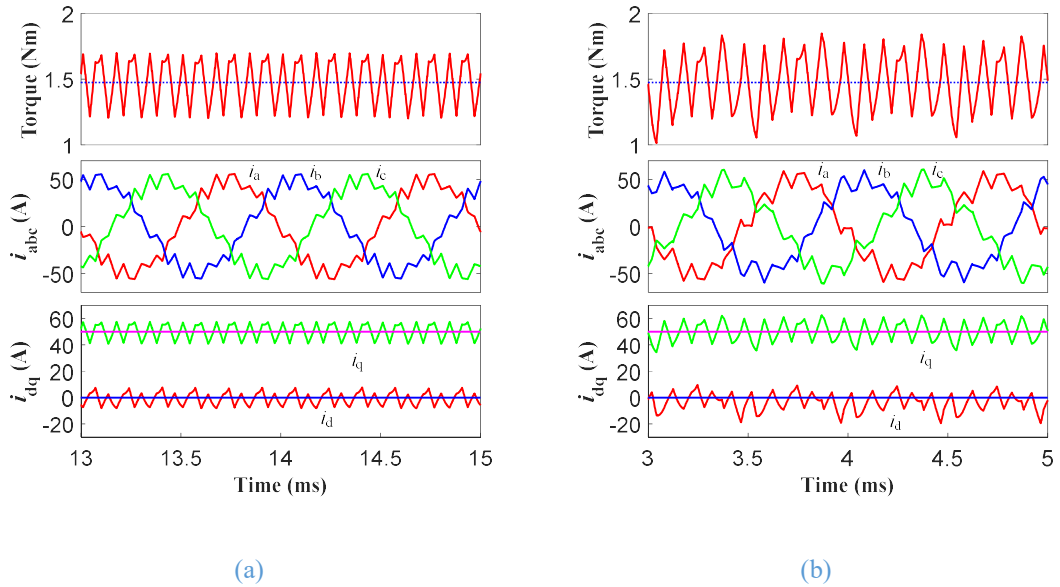 Torque (Nm)
2
1.5
1
i_abc (A)
50
0
-50
i_a
i_b
i_c
i_dq (A)
60
40
20
0
-20
i_q
i_d
13
13.5
14
14.5
15
Time (ms)
(a)
Torque (Nm)
2
1.5
1
i_abc (A)
50
0
-50
i_a
i_b
i_c
i_dq (A)
60
40
20
0
-20
i_q
i_d
3
3.5
4
4.5
5
Time (ms)
(b)